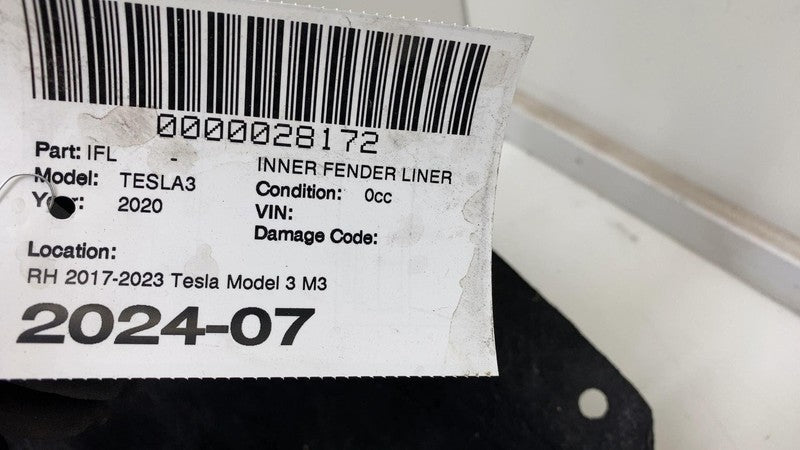 0000028172
Part: IFL - INNER FENDER LINER
Model: TESLA3 Condition: 0cc
Year: 2020 VIN:
Damage Code:
Location:
RH 2017-2023 Tesla Model 3 M3
2024-07